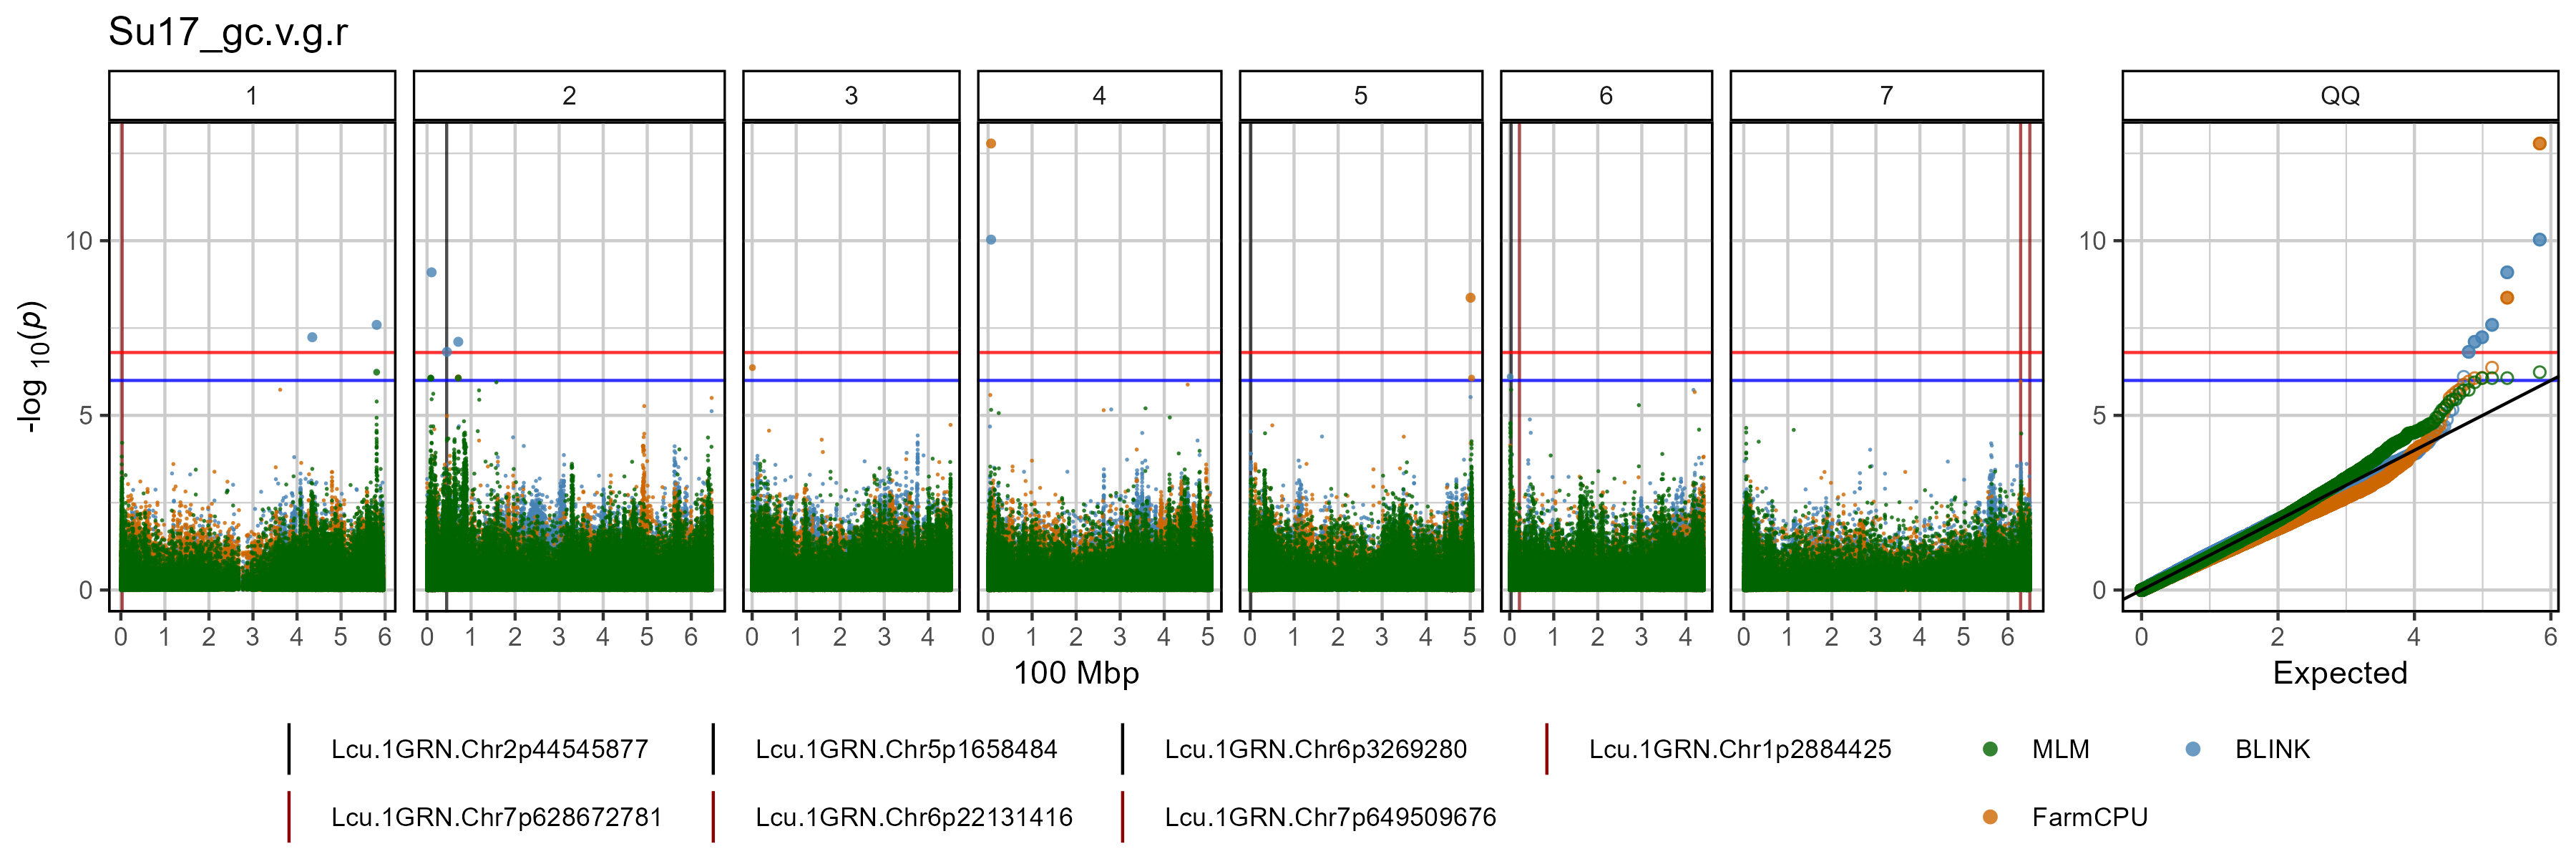 Su17_gc.v.g.r
1 2 3 4 5 6 7 QQ
-log 10(p)
10
5
0
10
5
0
0 1 2 3 4 5 6 0 1 2 3 4 5 6 0 1 2 3 4 0 1 2 3 4 5 0 1 2 3 4 5 0 1 2 3 4 0 1 2 3 4 5 6 0 2 4 6
100 Mbp Expected
Lcu.1GRN.Chr2p44545877 Lcu.1GRN.Chr5p1658484 Lcu.1GRN.Chr6p3269280 Lcu.1GRN.Chr1p2884425 MLM BLINK
Lcu.1GRN.Chr7p628672781 Lcu.1GRN.Chr6p22131416 Lcu.1GRN.Chr7p649509676 FarmCPU